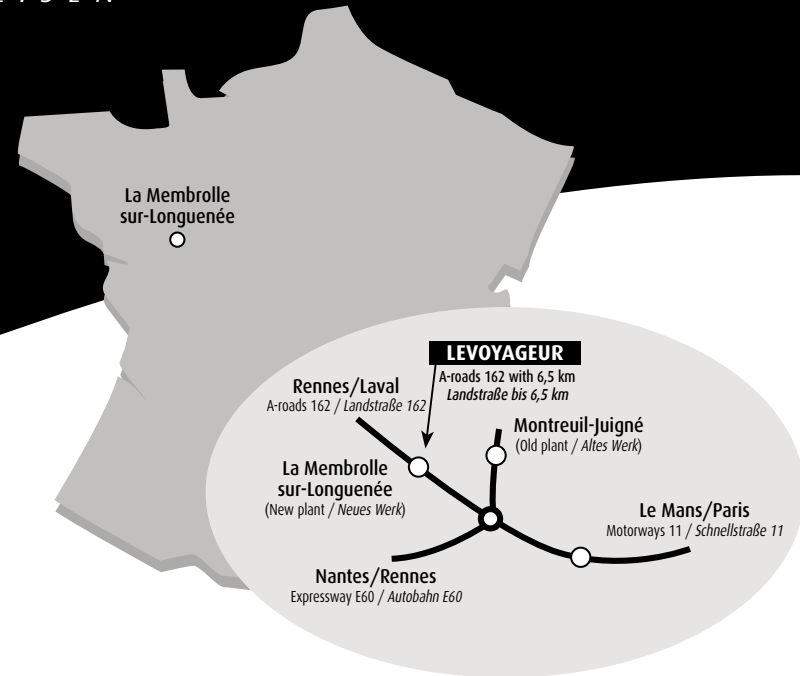 La Membrolle
sur-Longuenée
LEVOYAGEUR
A-roads 162 with 6,5 km
Landstraße bis 6,5 km
Rennes/Laval
A-roads 162 / Landstraße 162
Montreuil-Juigné
(Old plant / Altes Werk)
La Membrolle
sur-Longuenée
(New plant / Neues Werk)
Le Mans/Paris
Motorways 11 / Schnellstraße 11
Nantes/Rennes
Expressway E60 / Autobahn E60